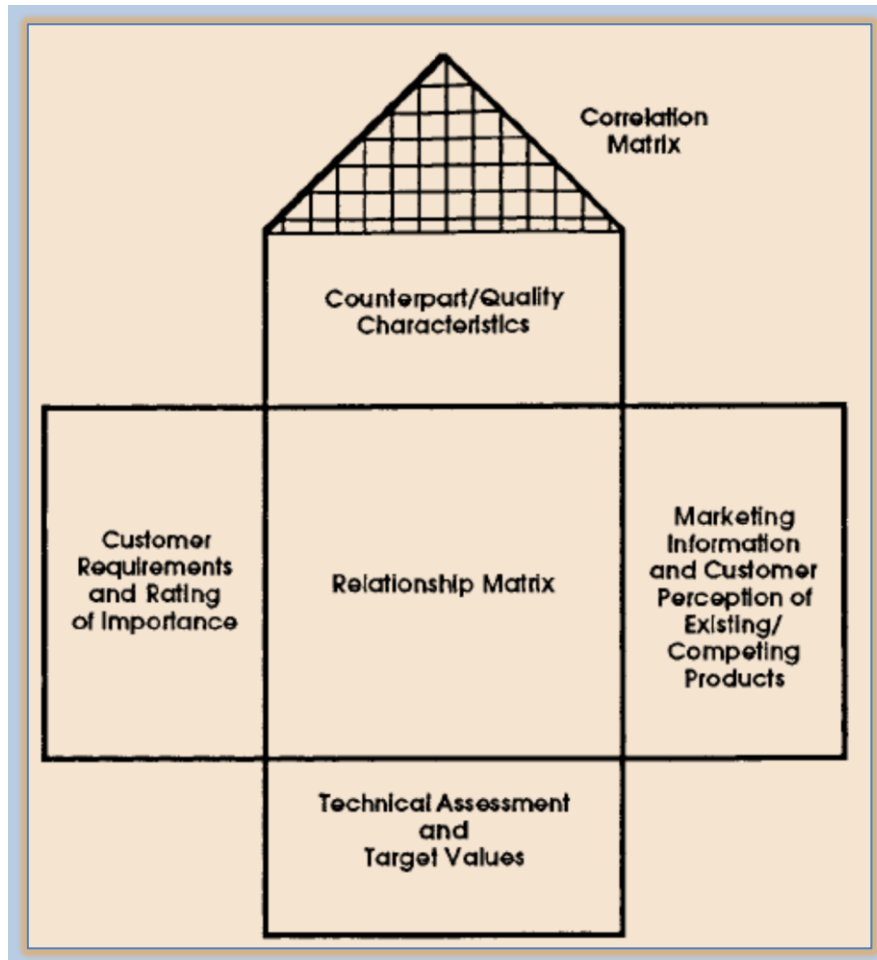 Correlation
Matrix
Counterpart/Quality
Characteristics
Customer
Requirements
and Rating
of Importance
Relationship Matrix
Marketing
Information
and Customer
Perception of
Existing/
Competing
Products
Technical Assessment
and
Target Values